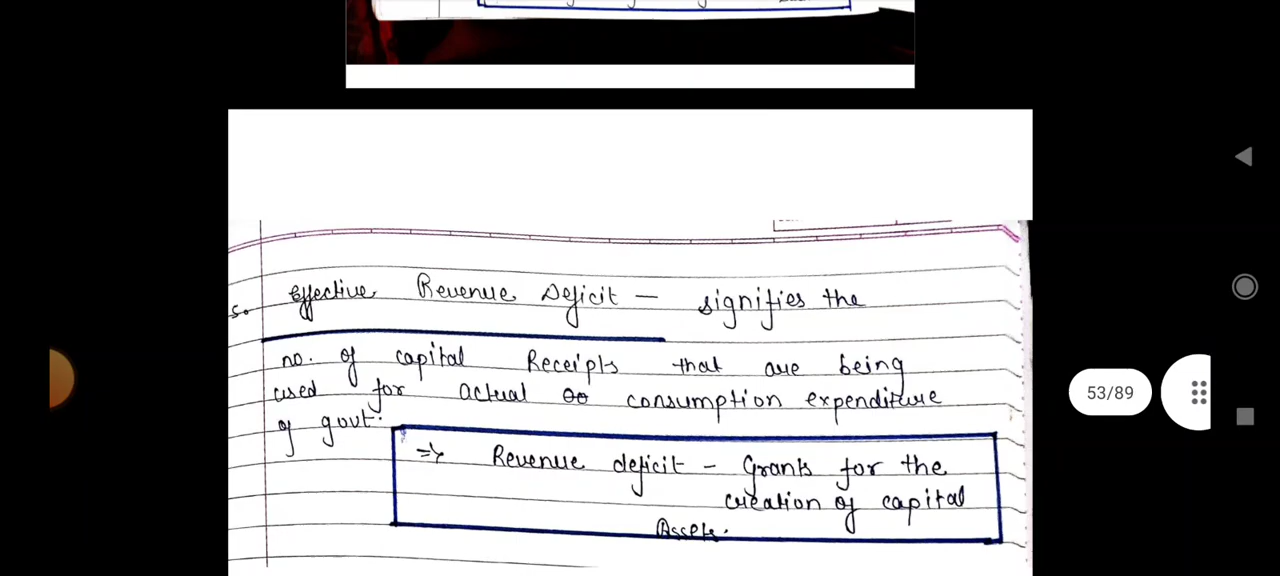 5. Effective Revenue Deficit – signifies the
no. of capital Receipts that are being
used for actual consumption expenditure
of govt.
=> Revenue deficit – Grants for the
creation of capital
Assets.
53/89